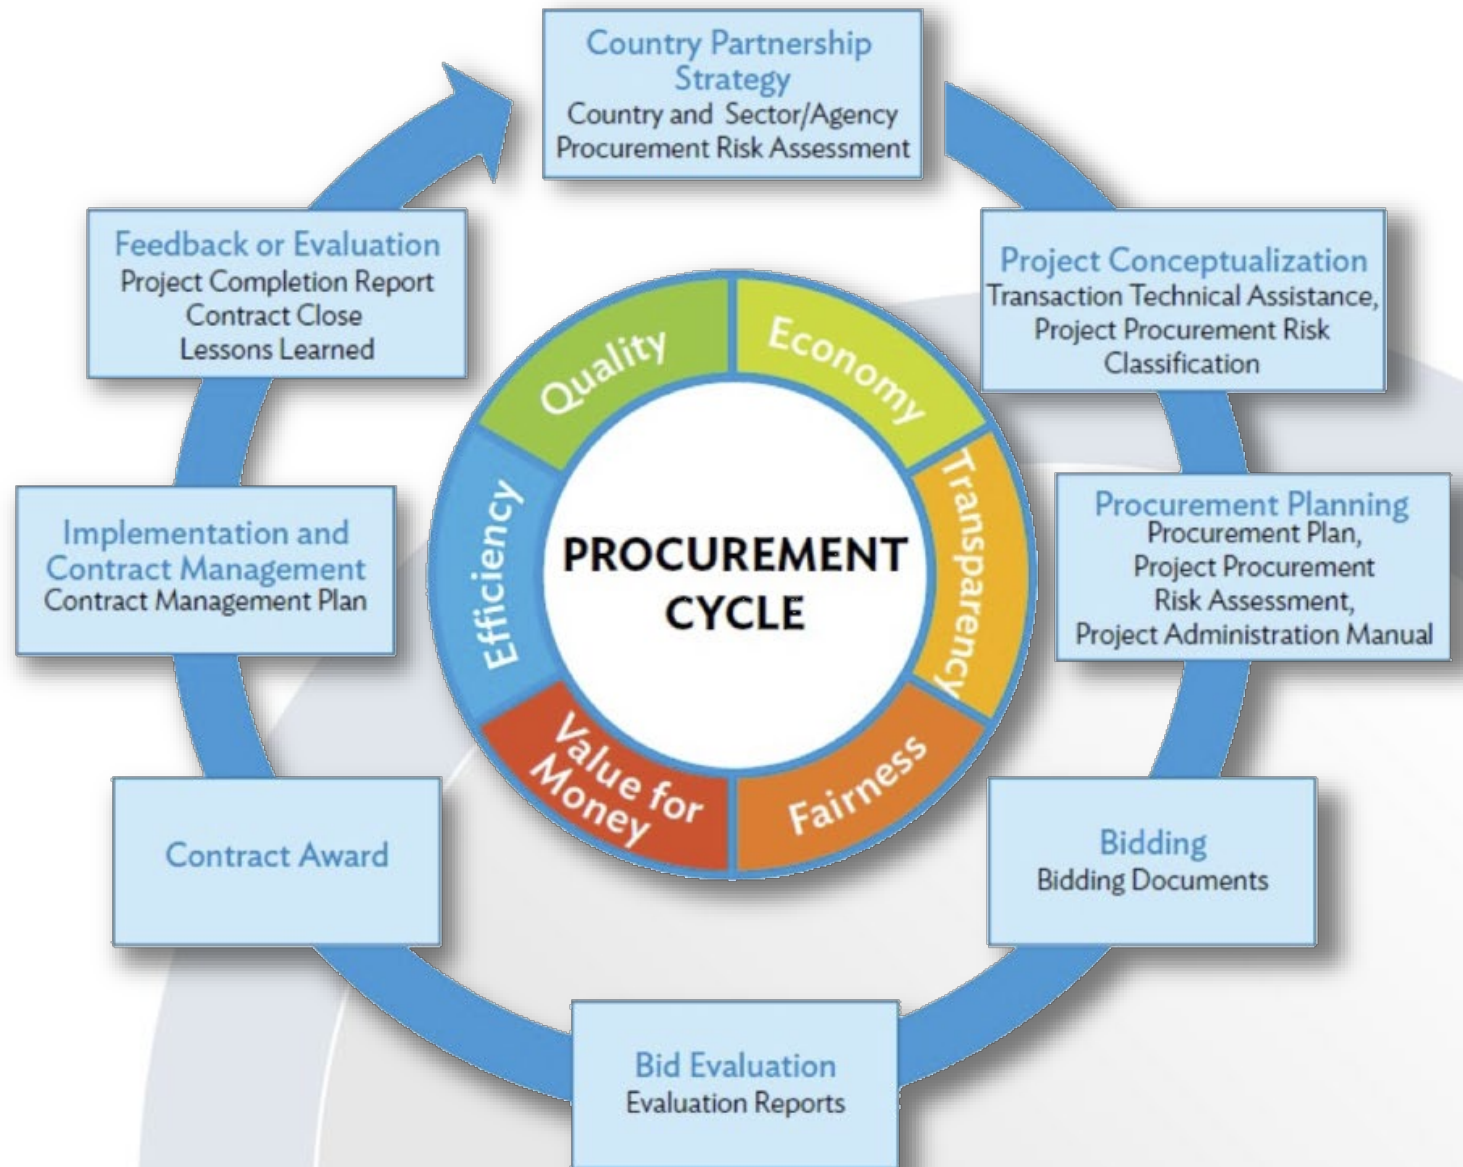 Country Partnership
Strategy
Country and Sector/Agency
Procurement Risk Assessment
Project Conceptualization
Transaction Technical Assistance,
Project Procurement Risk
Classification
Procurement Planning
Procurement Plan,
Project Procurement
Risk Assessment,
Project Administration Manual
Bidding
Bidding Documents
Bid Evaluation
Evaluation Reports
Contract Award
Implementation and
Contract Management
Contract Management Plan
Feedback or Evaluation
Project Completion Report
Contract Close
Lessons Learned
PROCUREMENT
CYCLE
Economy
Transparency
Fairness
Value for
Money
Efficiency
Quality